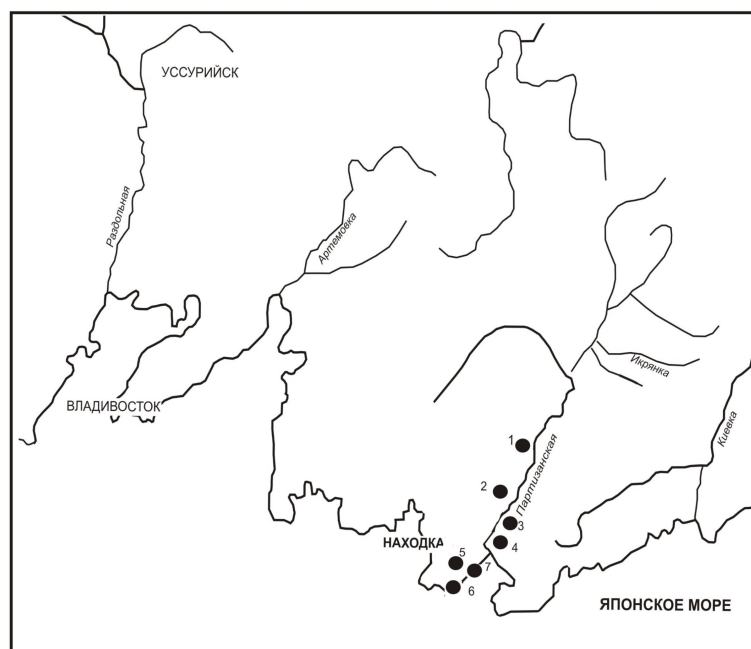 УССУРИЙСК
Раздольная
Артемовка
Икрянка
ВЛАДИВОСТОК
Киевка
1
Партизанская
2
3
НАХОДКА
4
5
7
6
ЯПОНСКОЕ МОРЕ